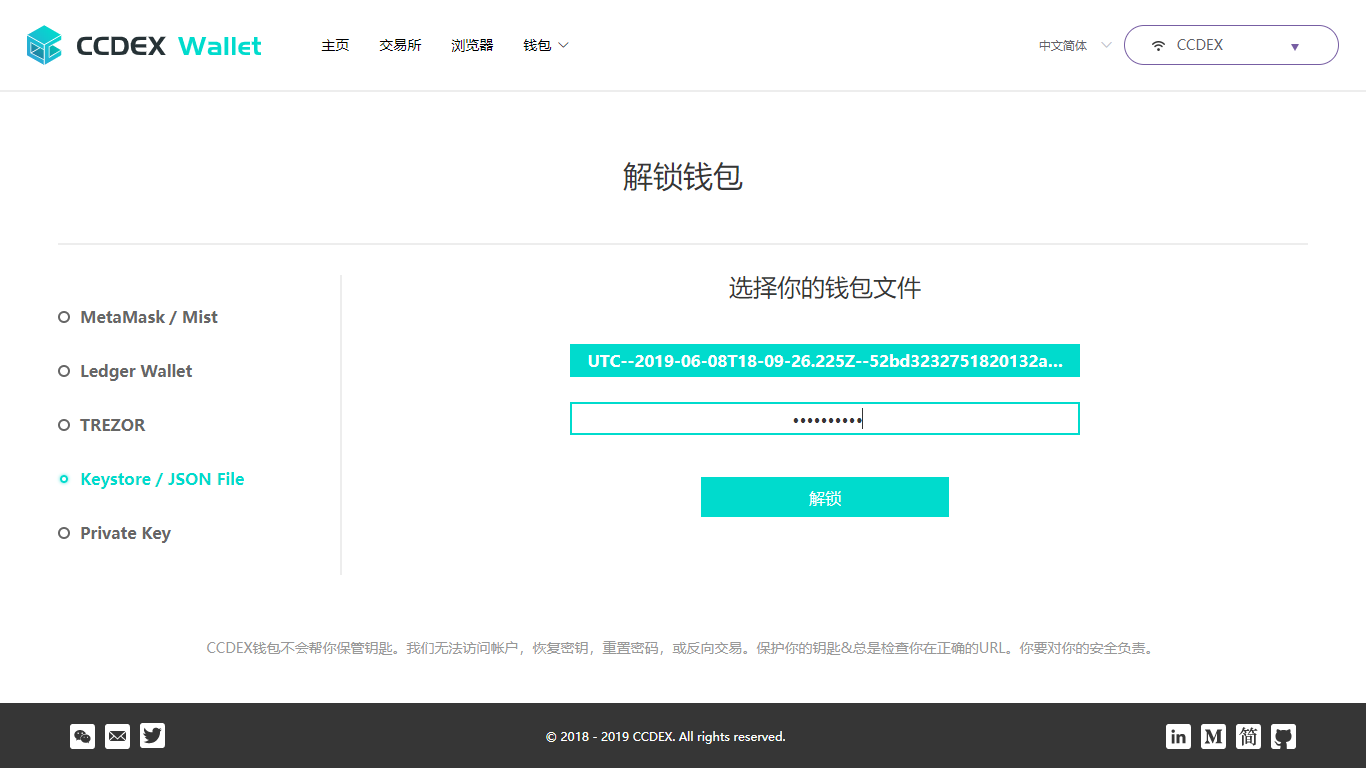 CCDEX Wallet
主页 交易所 浏览器 钱包
中文简体
CCDEX
解锁钱包
MetaMask / Mist
Ledger Wallet
TREZOR
Keystore / JSON File
Private Key
选择你的钱包文件
UTC--2019-06-08T18-09-26.225Z--52bd3232751820132a...
••••••••••
解锁
CCDEX钱包不会帮你保管钥匙。我们无法访问帐户，恢复密钥，重置密码，或反向交易。保护你的钥匙&总是检查你在正确的URL。你要对你的安全负责。
© 2018 - 2019 CCDEX. All rights reserved.
in M 简